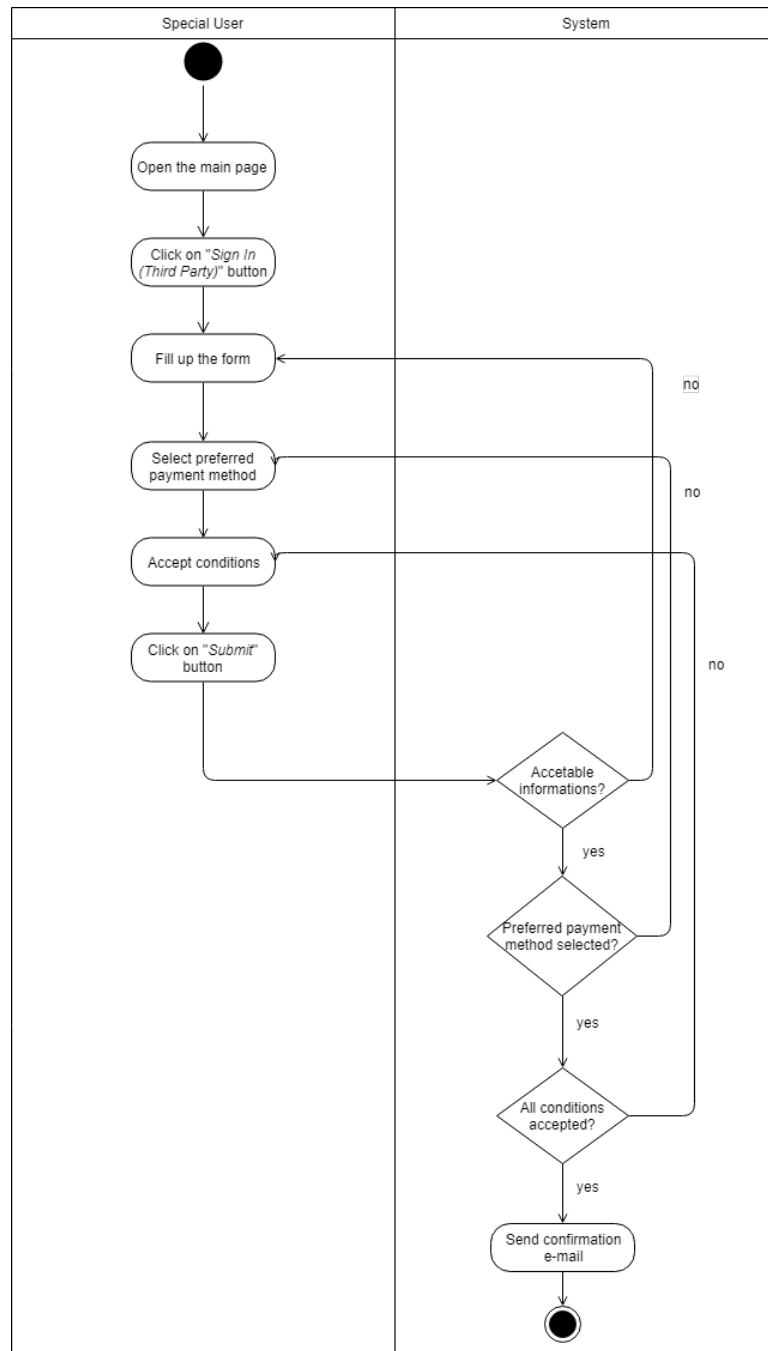 Special User
System
Open the main page
Click on "Sign In
(Third Party)" button
Fill up the form
no
Select preferred
payment method
no
Accept conditions
Click on "Submit"
button
no
Accetable
informations?
yes
Preferred payment
method selected?
yes
All conditions
accepted?
yes
Send confirmation
e-mail